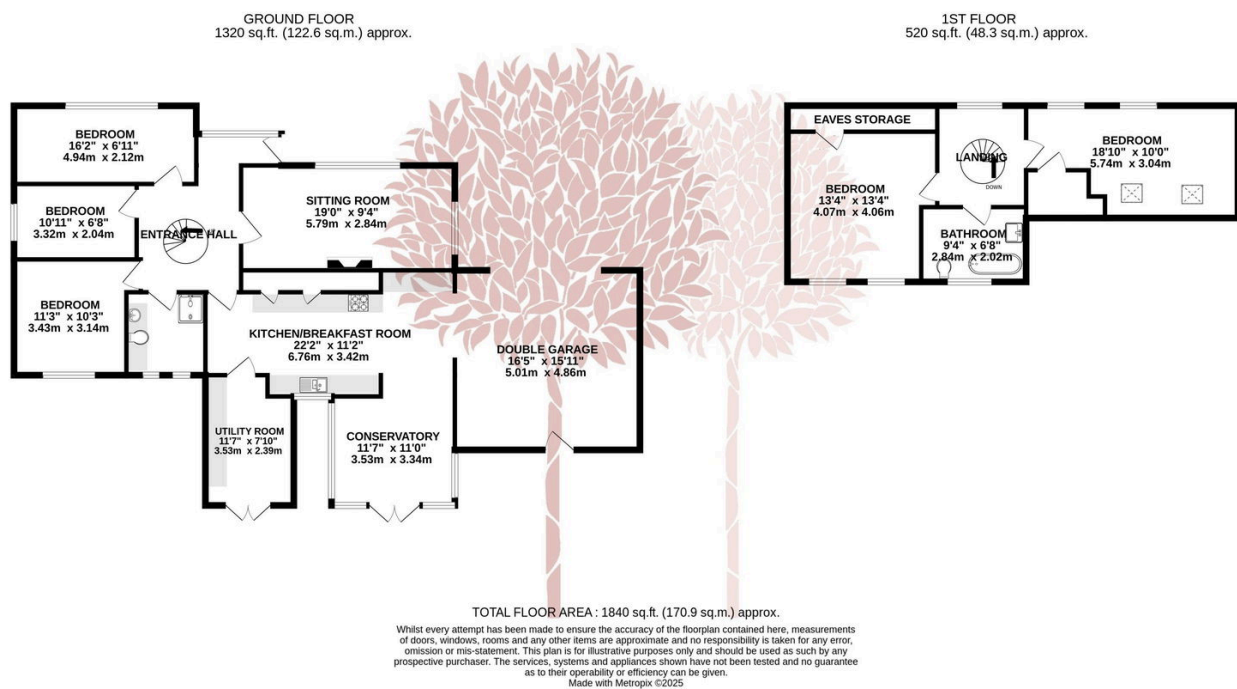 GROUND FLOOR
1320 sq.ft. (122.6 sq.m.) approx.
BEDROOM
16'2" x 6'11"
4.94m x 2.12m
BEDROOM
10'11" x 6'8"
3.32m x 2.04m
ENTRANCE HALL
SITTING ROOM
19'0" x 9'4"
5.79m x 2.84m
BEDROOM
11'3" x 10'3"
3.43m x 3.14m
KITCHEN/BREAKFAST ROOM
22'2" x 11'2"
6.76m x 3.42m
DOUBLE GARAGE
16'5" x 15'11"
5.01m x 4.86m
UTILITY ROOM
11'7" x 7'10"
3.53m x 2.39m
CONSERVATORY
11'7" x 11'0"
3.53m x 3.34m
1ST FLOOR
520 sq.ft. (48.3 sq.m.) approx.
EAVES STORAGE
BEDROOM
13'4" x 13'4"
4.07m x 4.06m
LANDING
DOWN
BEDROOM
18'10" x 10'0"
5.74m x 3.04m
BATHROOM
9'4" x 6'8"
2.84m x 2.02m
TOTAL FLOOR AREA : 1840 sq.ft. (170.9 sq.m.) approx.
Whilst every attempt has been made to ensure the accuracy of the floorplan contained here, measurements
of doors, windows, rooms and any other items are approximate and no responsibility is taken for any error,
omission or mis-statement. This plan is for illustrative purposes only and should be used as such by any
prospective purchaser. The services, systems and appliances shown have not been tested and no guarantee
as to their operability or efficiency can be given.
Made with Metropix ©2025